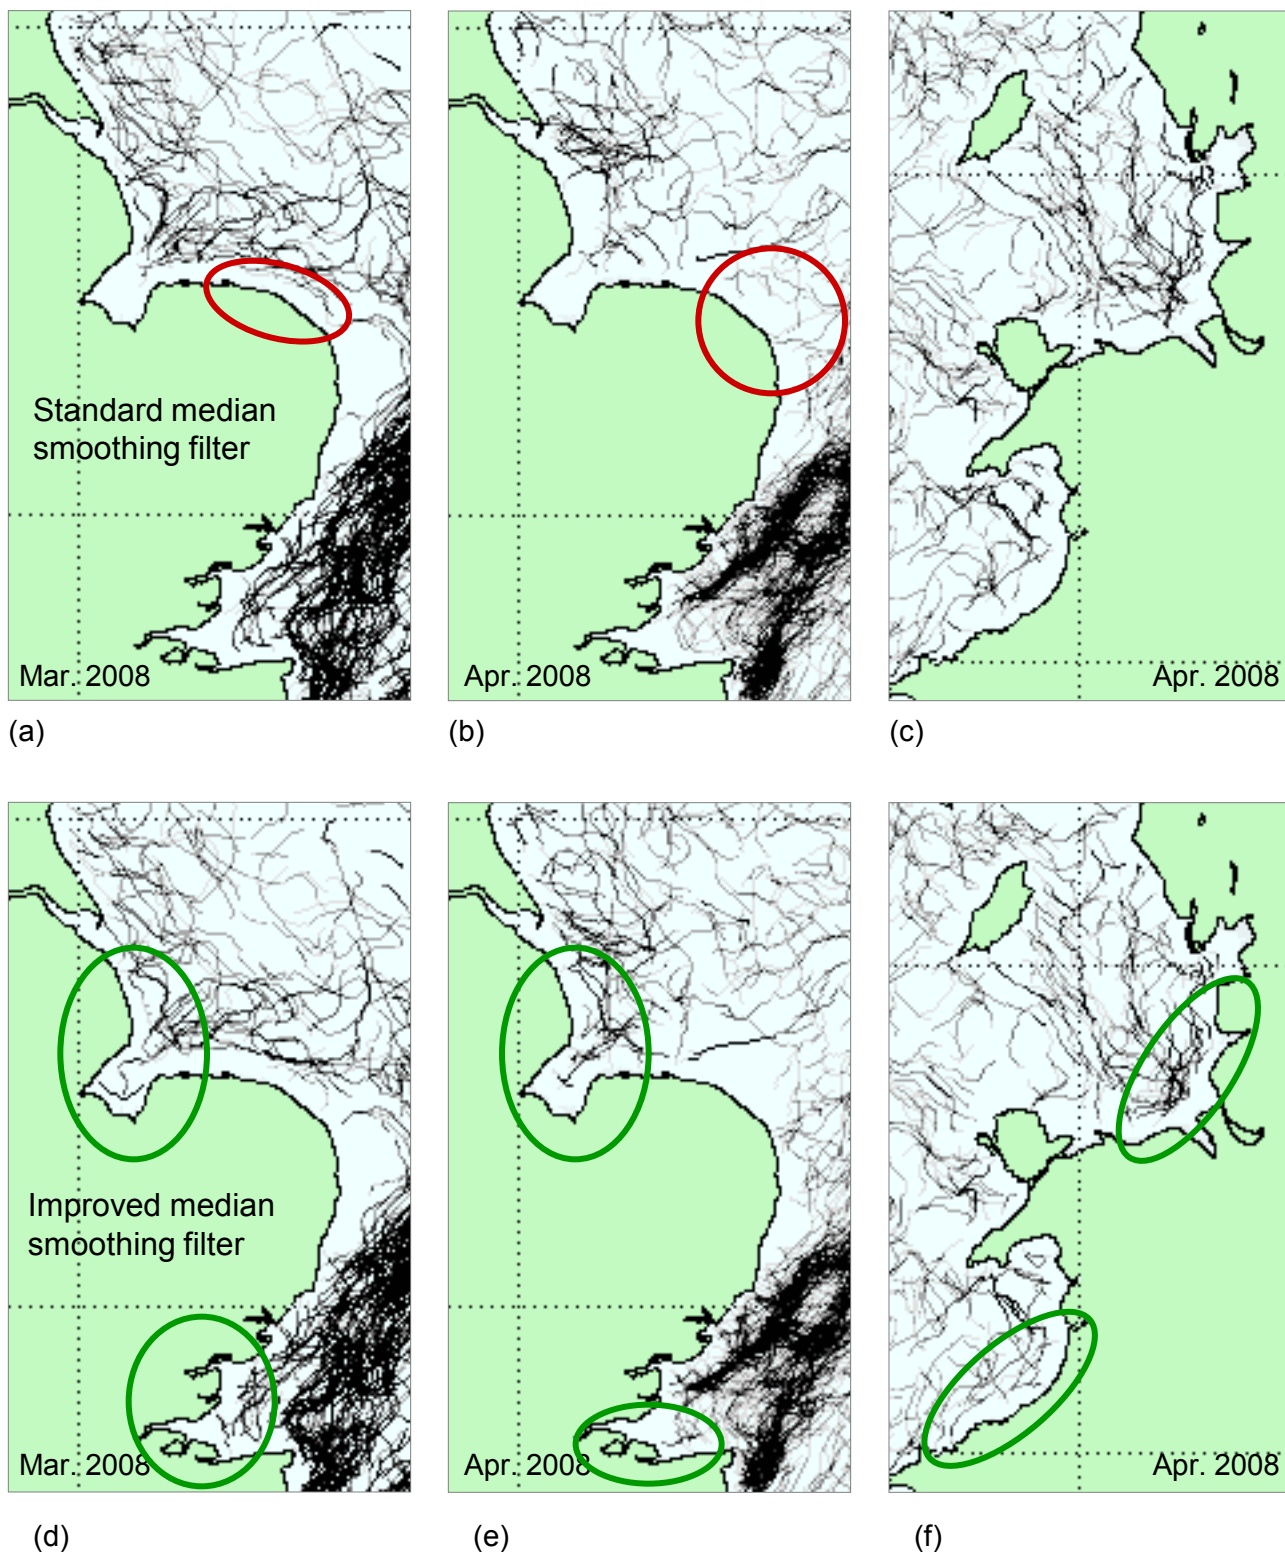 Standard median
smoothing filter
Mar. 2008
Apr. 2008
Apr. 2008
(a)
(b)
(c)
Improved median
smoothing filter
Mar. 2008
Apr. 2008
Apr. 2008
(d)
(e)
(f)